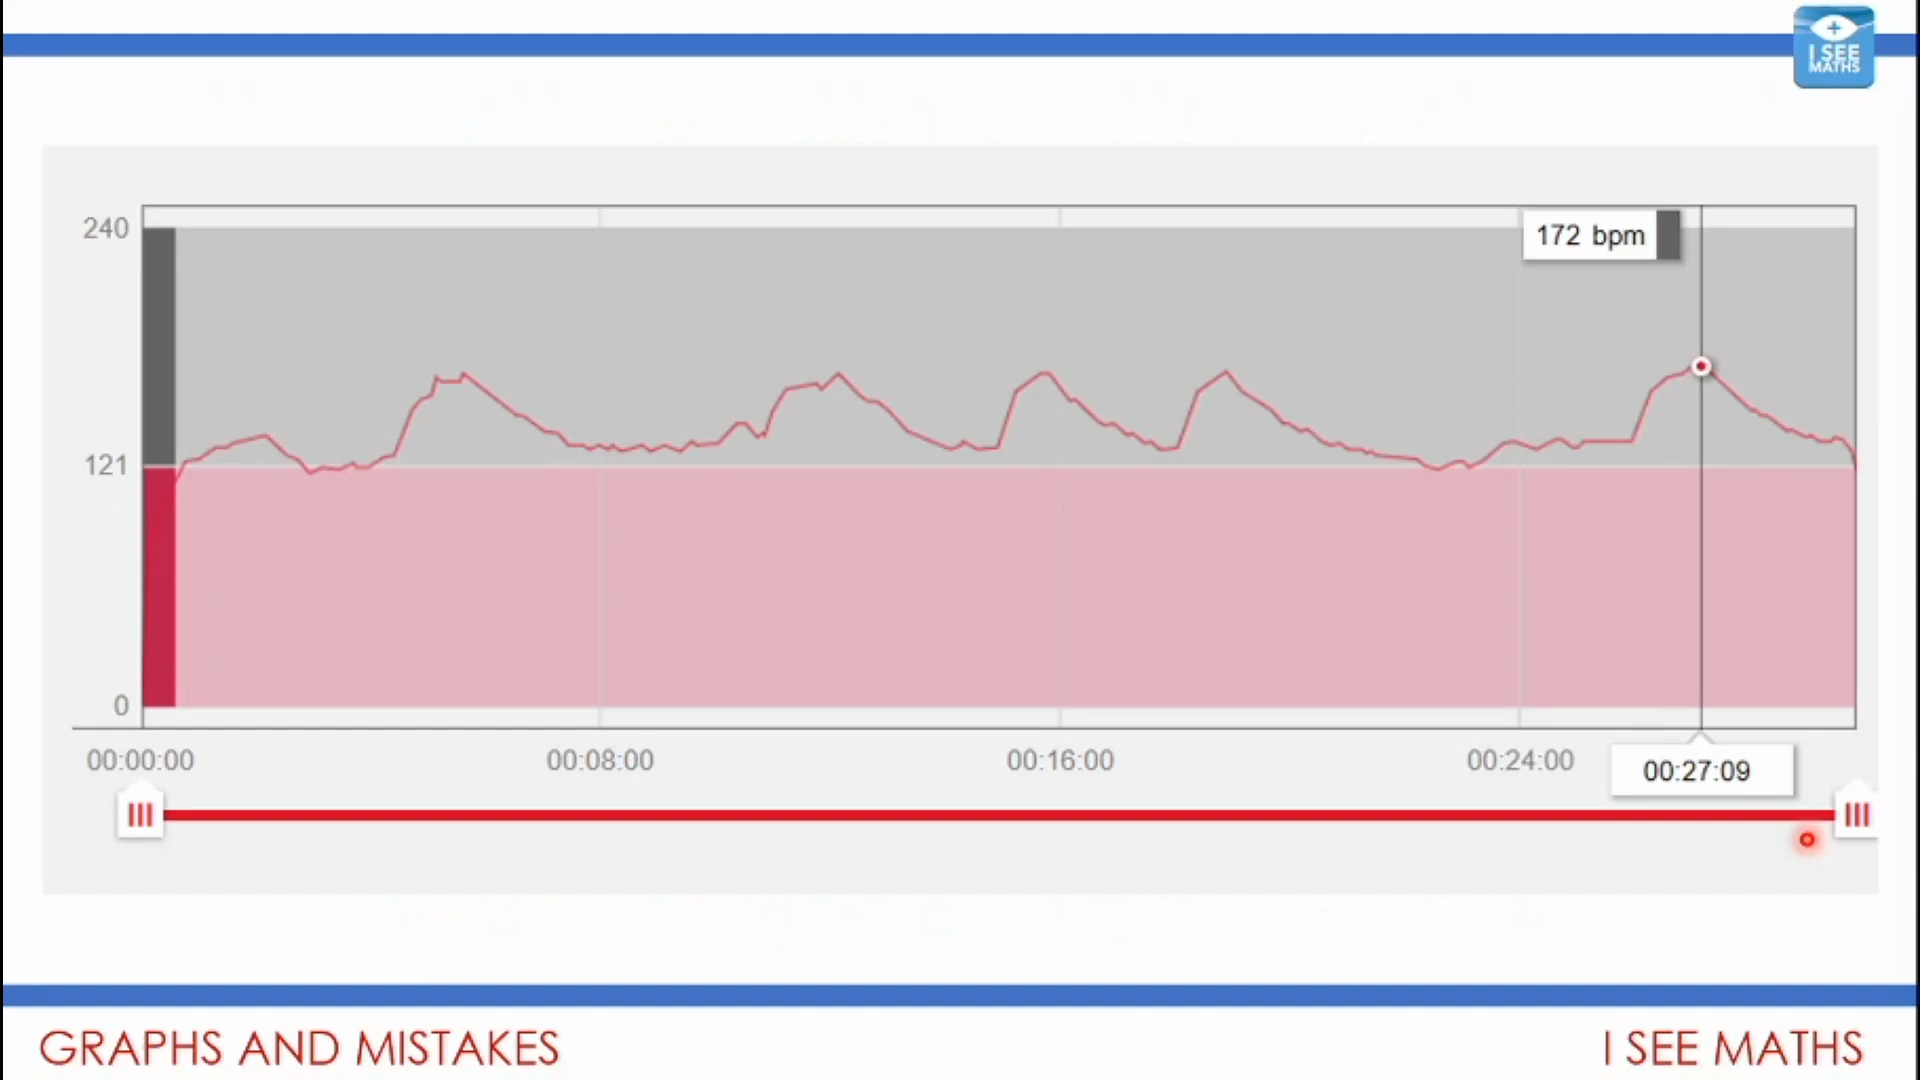 I SEE
MATHS
240
172 bpm
121
0
00:00:00
00:08:00
00:16:00
00:24:00
00:27:09
GRAPHS AND MISTAKES
I SEE MATHS